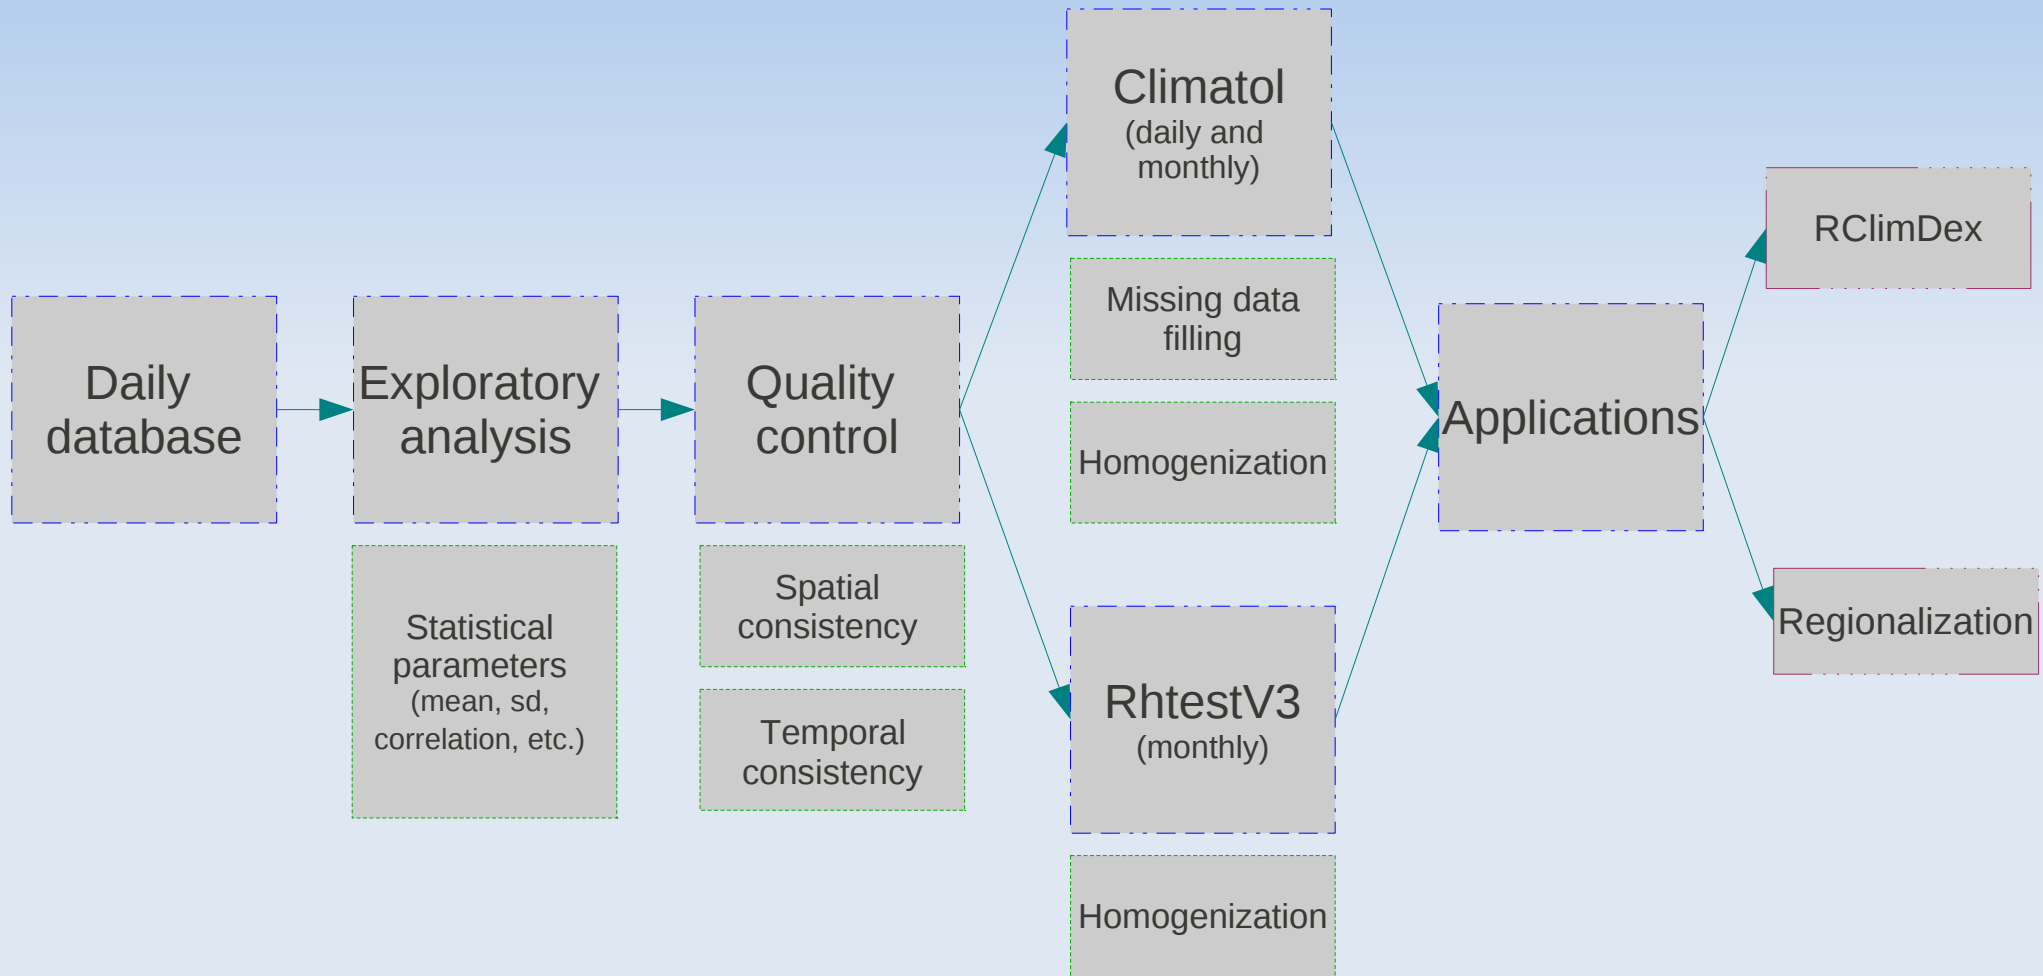 Daily
database
Exploratory
analysis
Statistical
parameters
(mean, sd,
correlation, etc.)
Quality
control
Spatial
consistency
Temporal
consistency
Climatol
(daily and
monthly)
Missing data
filling
Homogenization
RhtestV3
(monthly)
Homogenization
Applications
RClimDex
Regionalization